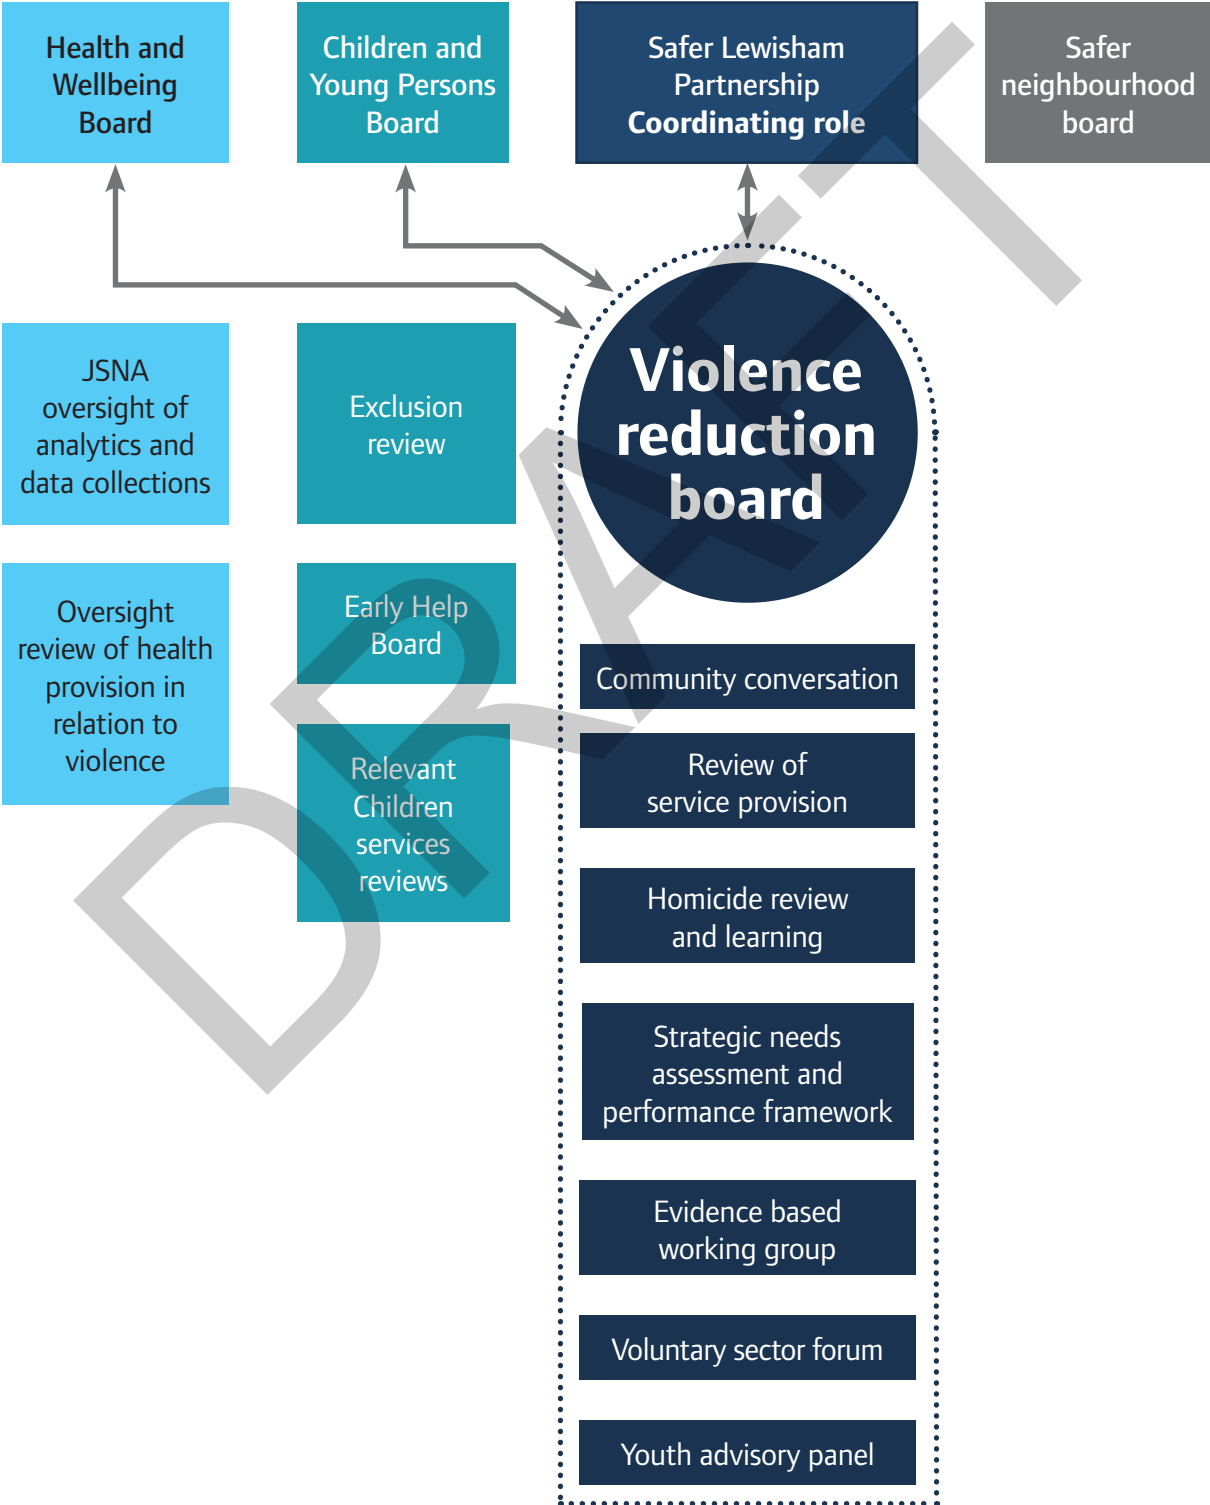 Health and
Wellbeing
Board
Children and
Young Persons
Board
Safer Lewisham
Partnership
Coordinating role
Safer
neighbourhood
board
JSNA
oversight of
analytics and
data collections
Oversight
review of health
provision in
relation to
violence
Exclusion
review
Early Help
Board
Relevant
Children
services
reviews
Violence
reduction
board
Community conversation
Review of
service provision
Homicide review
and learning
Strategic needs
assessment and
performance framework
Evidence based
working group
Voluntary sector forum
Youth advisory panel
DRAFT